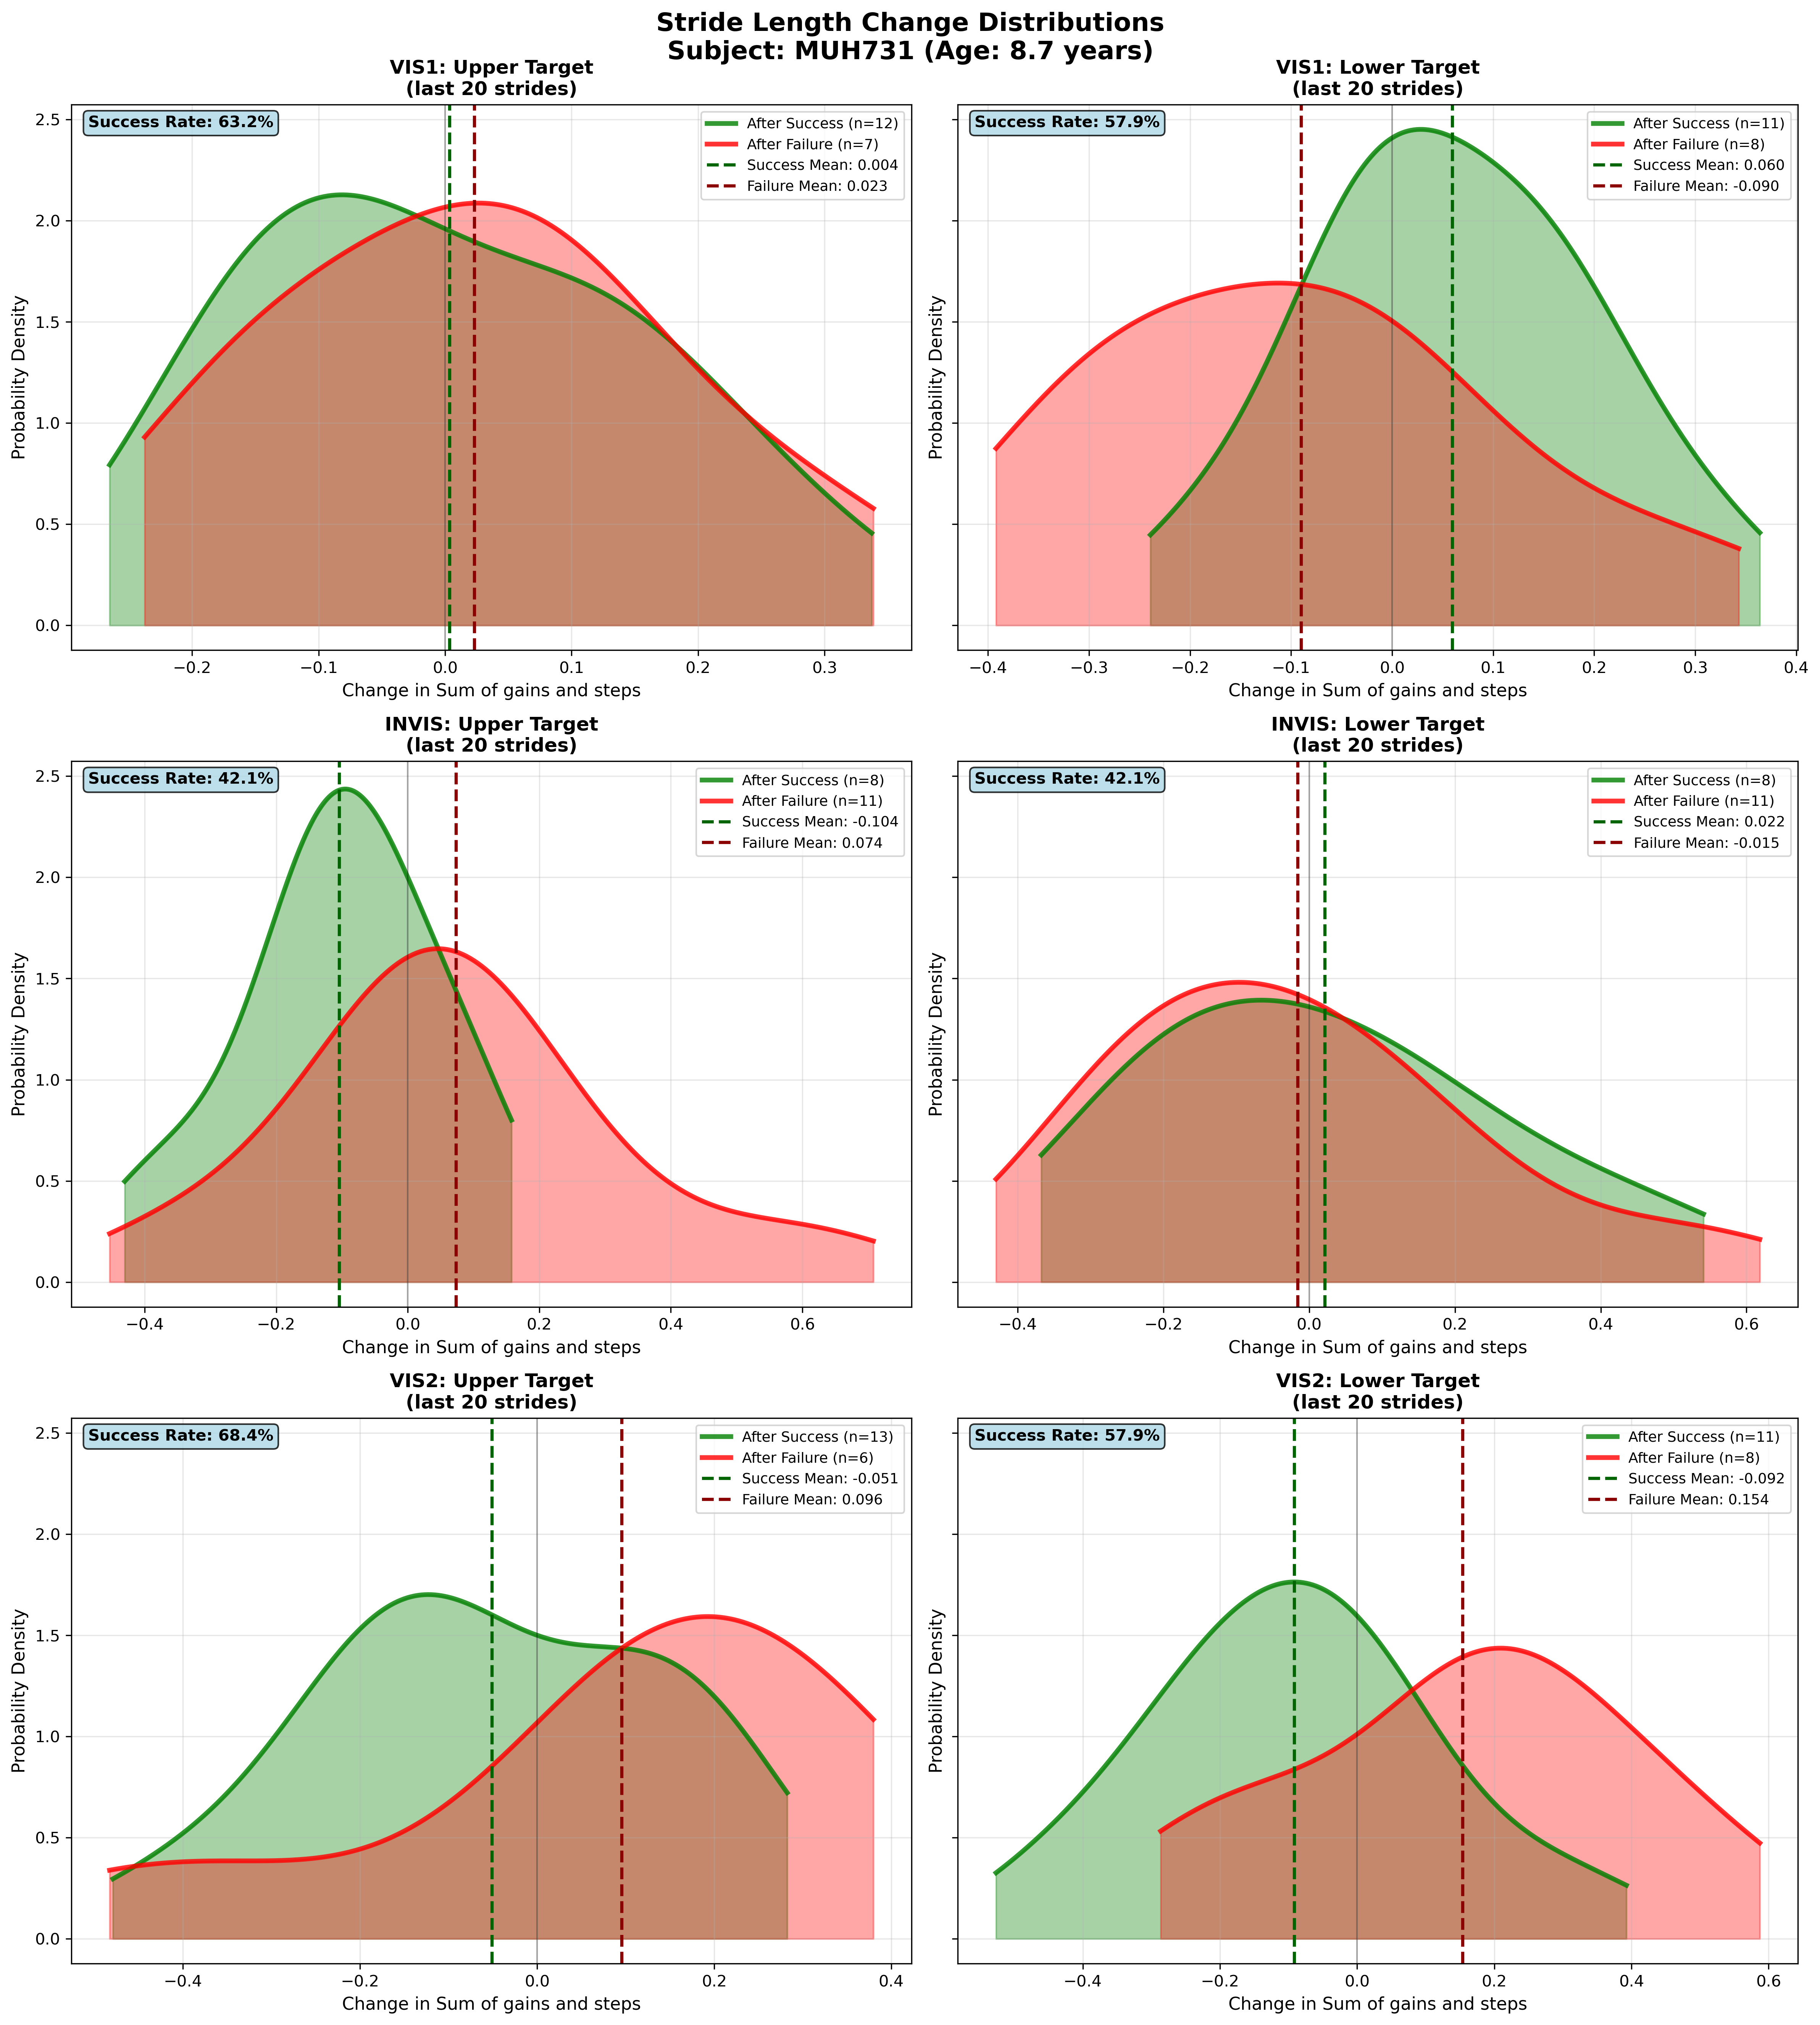 Stride Length Change Distributions
Subject: MUH731 (Age: 8.7 years)
VIS1: Upper Target
(last 20 strides)
Success Rate: 63.2%
After Success (n=12)
After Failure (n=7)
Success Mean: 0.004
Failure Mean: 0.023
Probability Density
2.5
2.0
1.5
1.0
0.5
0.0
−0.2 −0.1 0.0 0.1 0.2 0.3
Change in Sum of gains and steps
VIS1: Lower Target
(last 20 strides)
Success Rate: 57.9%
After Success (n=11)
After Failure (n=8)
Success Mean: 0.060
Failure Mean: -0.090
Probability Density
−0.4 −0.3 −0.2 −0.1 0.0 0.1 0.2 0.3 0.4
Change in Sum of gains and steps
INVIS: Upper Target
(last 20 strides)
Success Rate: 42.1%
After Success (n=8)
After Failure (n=11)
Success Mean: -0.104
Failure Mean: 0.074
Probability Density
2.5
2.0
1.5
1.0
0.5
0.0
−0.4 −0.2 0.0 0.2 0.4 0.6
Change in Sum of gains and steps
INVIS: Lower Target
(last 20 strides)
Success Rate: 42.1%
After Success (n=8)
After Failure (n=11)
Success Mean: 0.022
Failure Mean: -0.015
Probability Density
−0.4 −0.2 0.0 0.2 0.4 0.6
Change in Sum of gains and steps
VIS2: Upper Target
(last 20 strides)
Success Rate: 68.4%
After Success (n=13)
After Failure (n=6)
Success Mean: -0.051
Failure Mean: 0.096
Probability Density
2.5
2.0
1.5
1.0
0.5
0.0
−0.4 −0.2 0.0 0.2 0.4
Change in Sum of gains and steps
VIS2: Lower Target
(last 20 strides)
Success Rate: 57.9%
After Success (n=11)
After Failure (n=8)
Success Mean: -0.092
Failure Mean: 0.154
Probability Density
−0.4 −0.2 0.0 0.2 0.4 0.6
Change in Sum of gains and steps